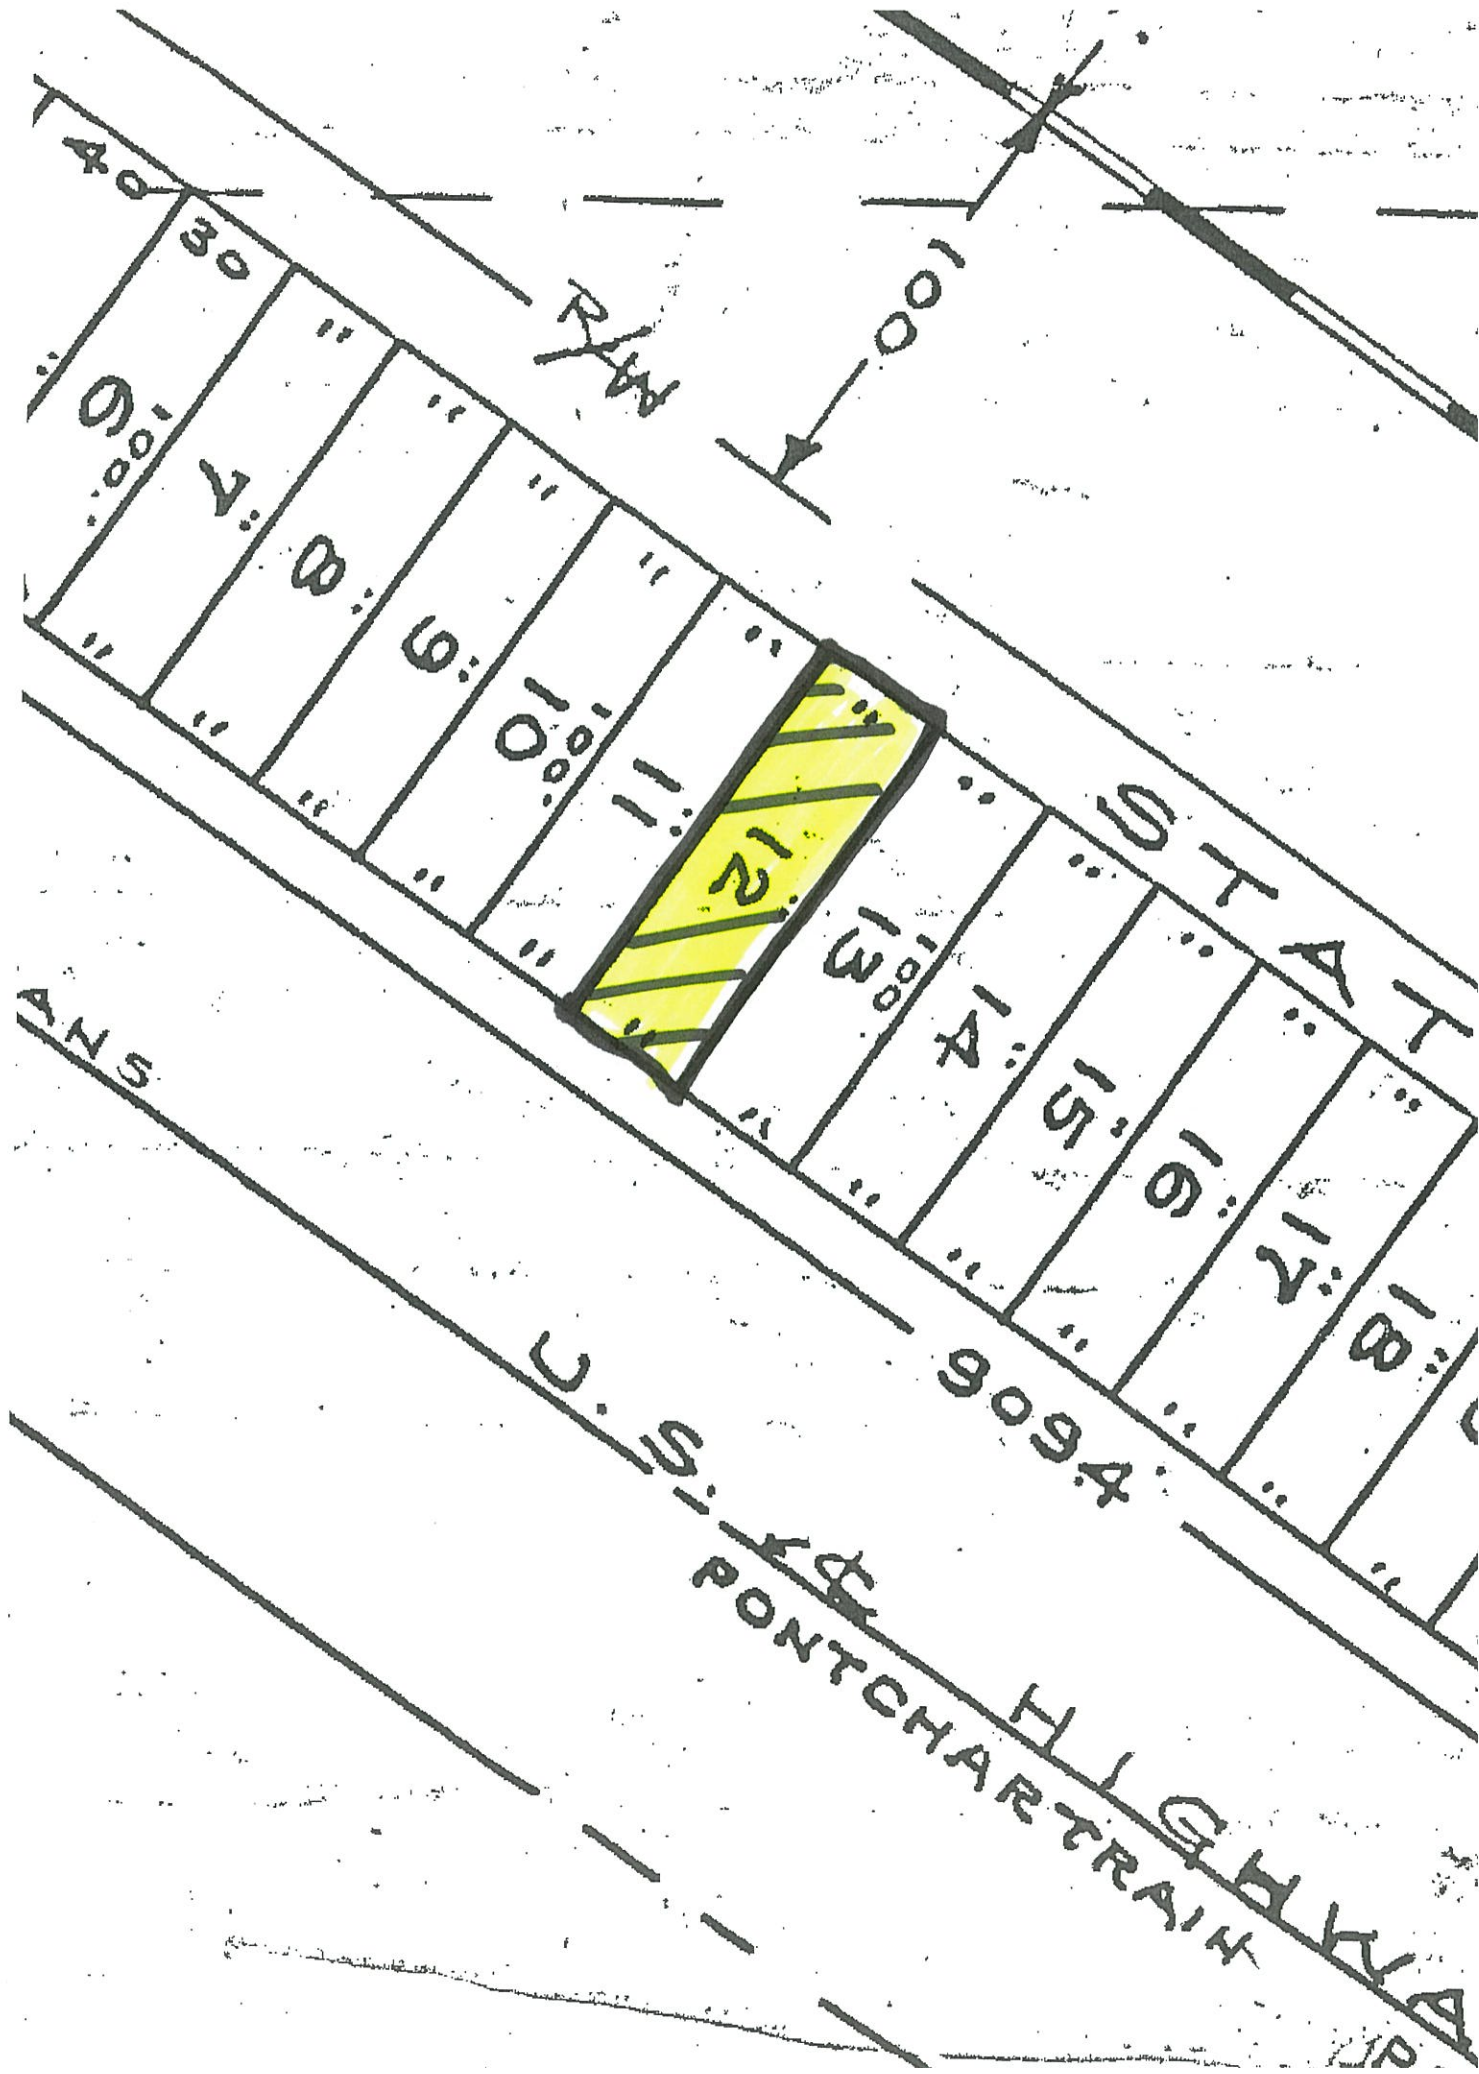 100
R/W
STAT
40
30 " " " " " " " " " " "
6 100 7 " 8 " 9 " 10 100 11 " 12 " 13 100 14 " 15 " 16 " 17 " 18 "
" " " " " " " " " " " "
9094
ANS
U. S. ℄ HIGHWA
PONTCHARTRAIN